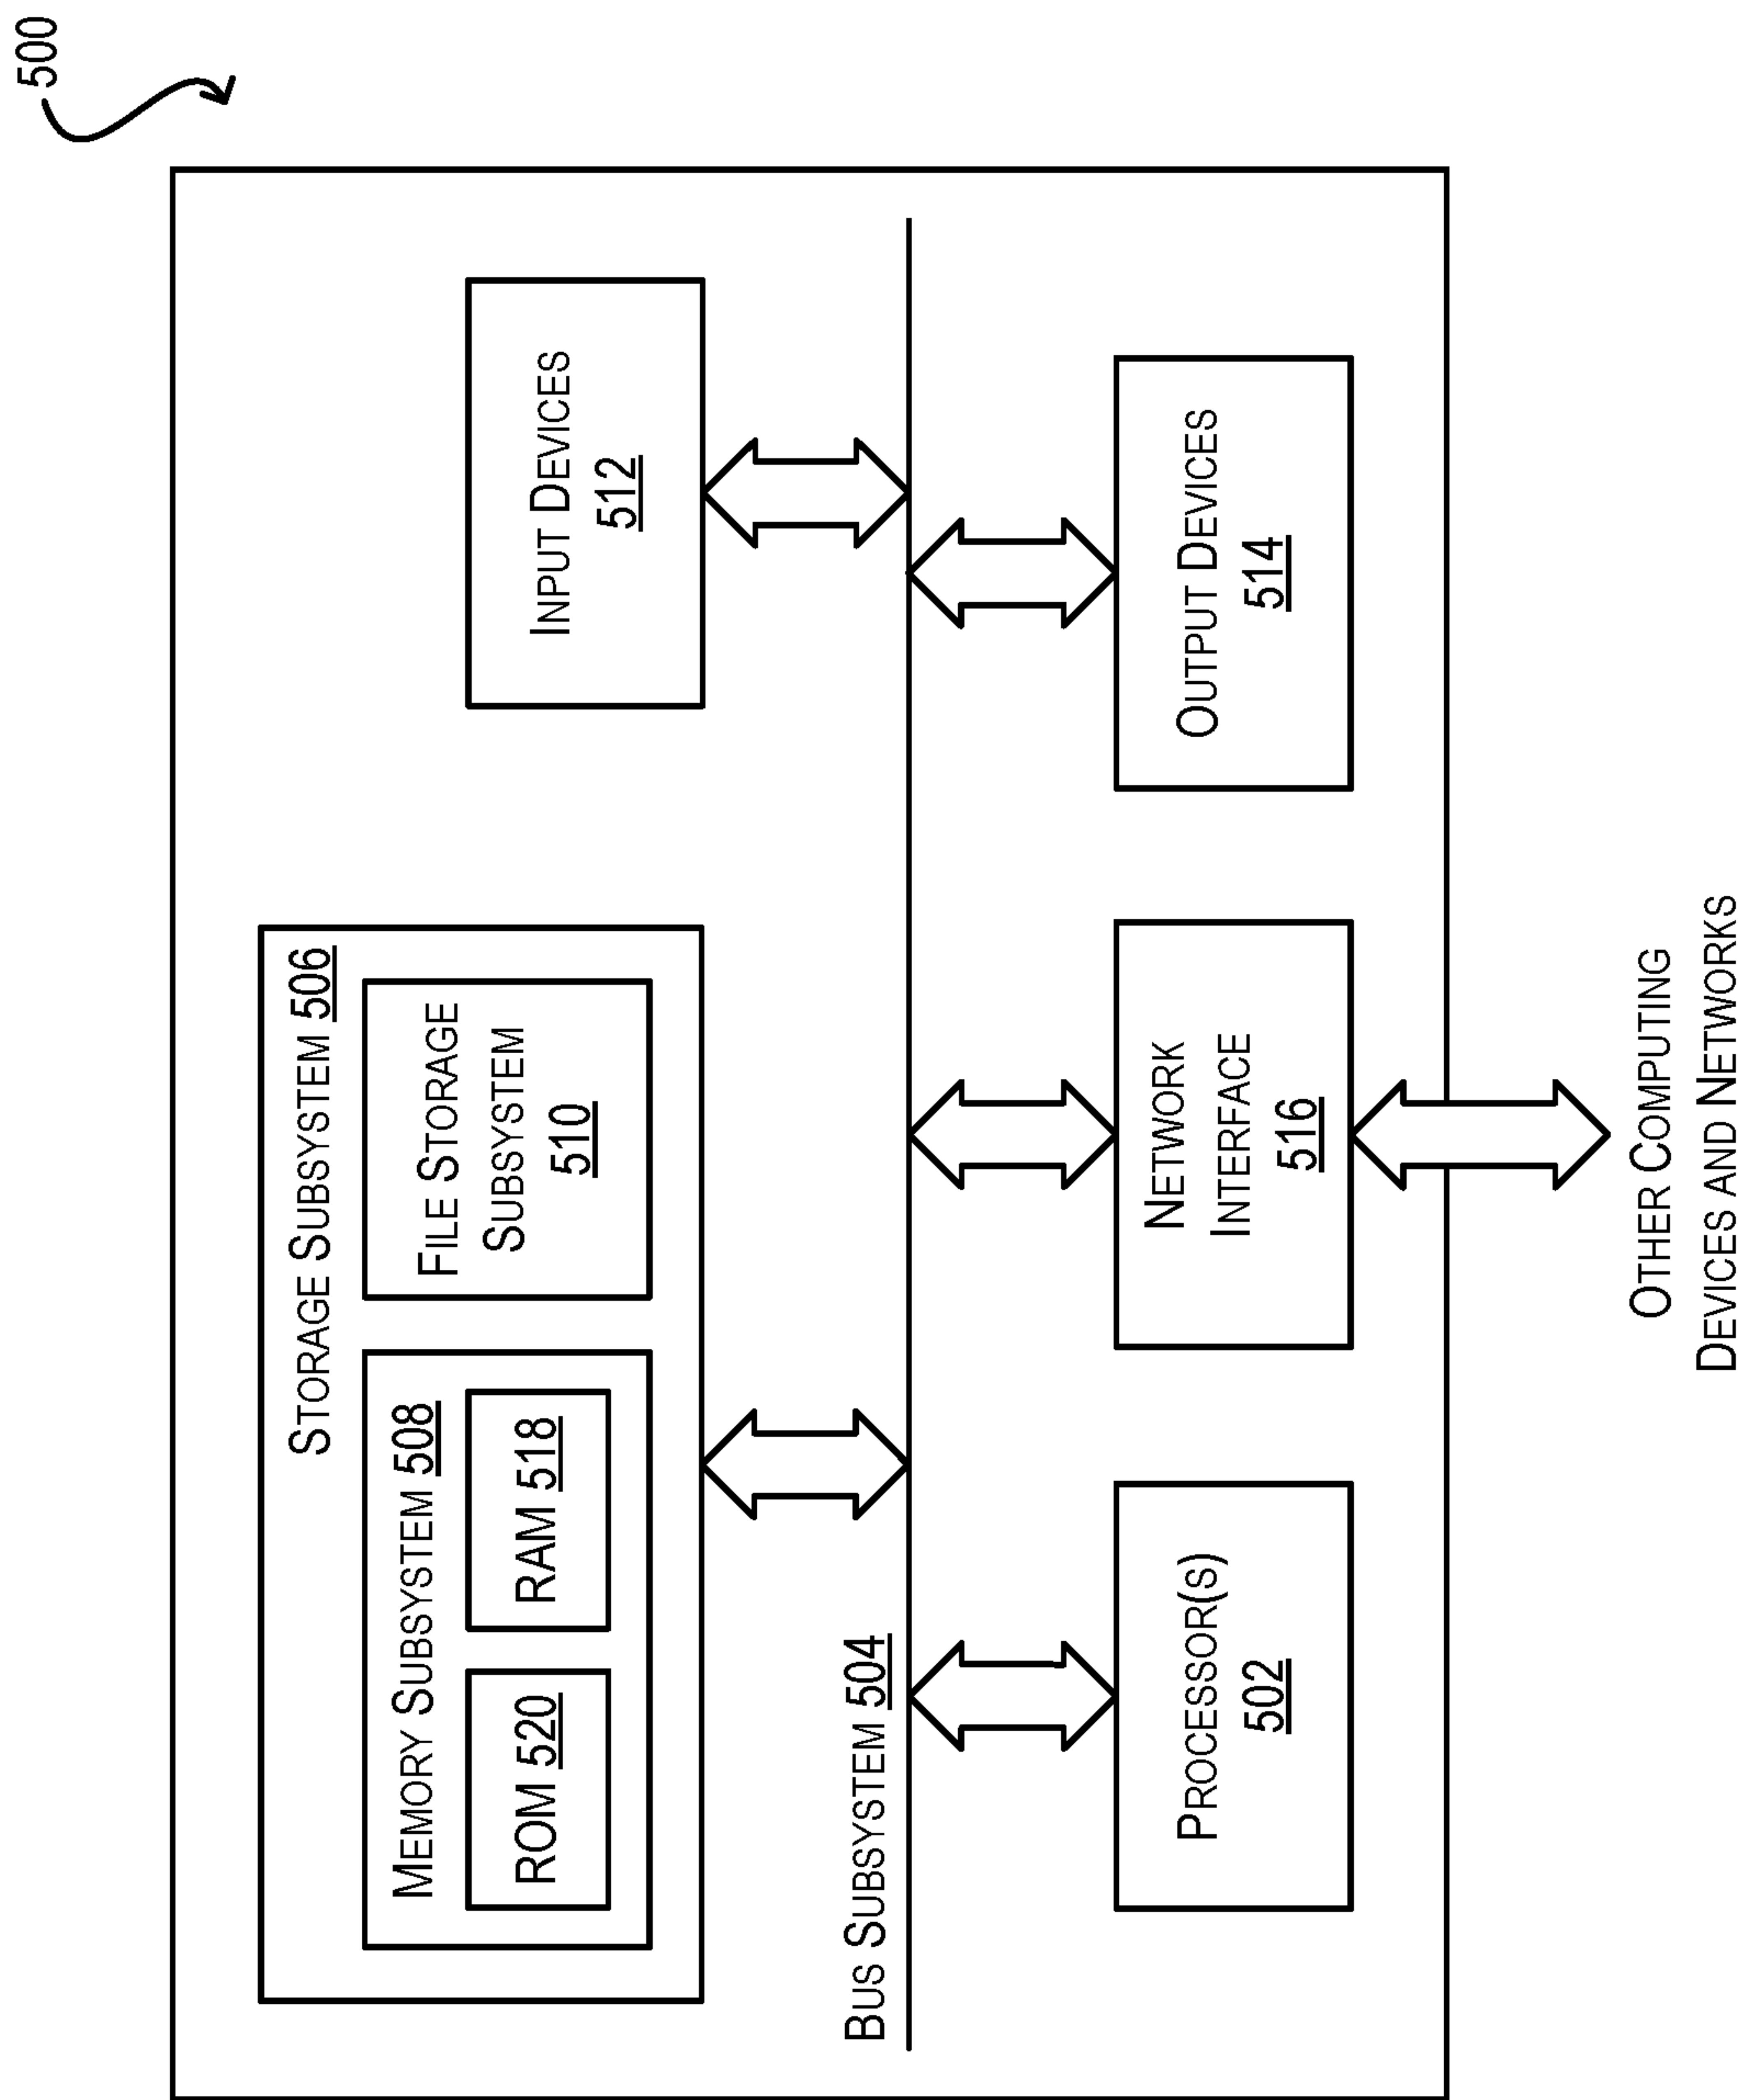 500
STORAGE SUBSYSTEM 506
MEMORY SUBSYSTEM 508
ROM 520
RAM 518
FILE STORAGE
SUBSYSTEM
510
INPUT DEVICES
512
BUS SUBSYSTEM 504
PROCESSOR(S)
502
NETWORK
INTERFACE
516
OUTPUT DEVICES
514
OTHER COMPUTING
DEVICES AND NETWORKS